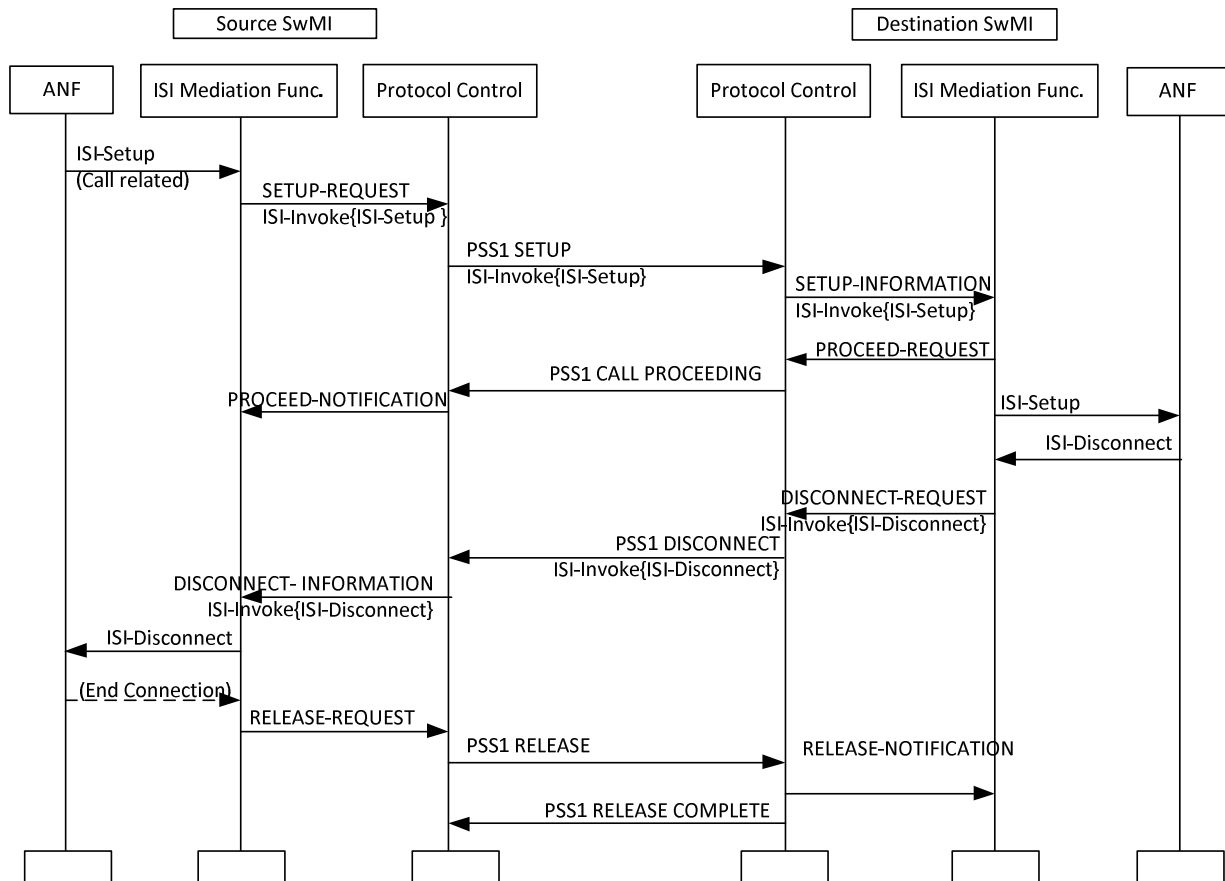 Source SwMI
Destination SwMI
ANF
ISI Mediation Func.
Protocol Control
Protocol Control
ISI Mediation Func.
ANF
ISI-Setup
(Call related)
SETUP-REQUEST
ISI-Invoke{ISI-Setup }
PSS1 SETUP
ISI-Invoke{ISI-Setup}
SETUP-INFORMATION
ISI-Invoke{ISI-Setup}
PROCEED-REQUEST
PSS1 CALL PROCEEDING
PROCEED-NOTIFICATION
ISI-Setup
ISI-Disconnect
DISCONNECT-REQUEST
ISI-Invoke{ISI-Disconnect}
PSS1 DISCONNECT
ISI-Invoke{ISI-Disconnect}
DISCONNECT- INFORMATION
ISI-Invoke{ISI-Disconnect}
ISI-Disconnect
(End Connection)
RELEASE-REQUEST
PSS1 RELEASE
RELEASE-NOTIFICATION
PSS1 RELEASE COMPLETE